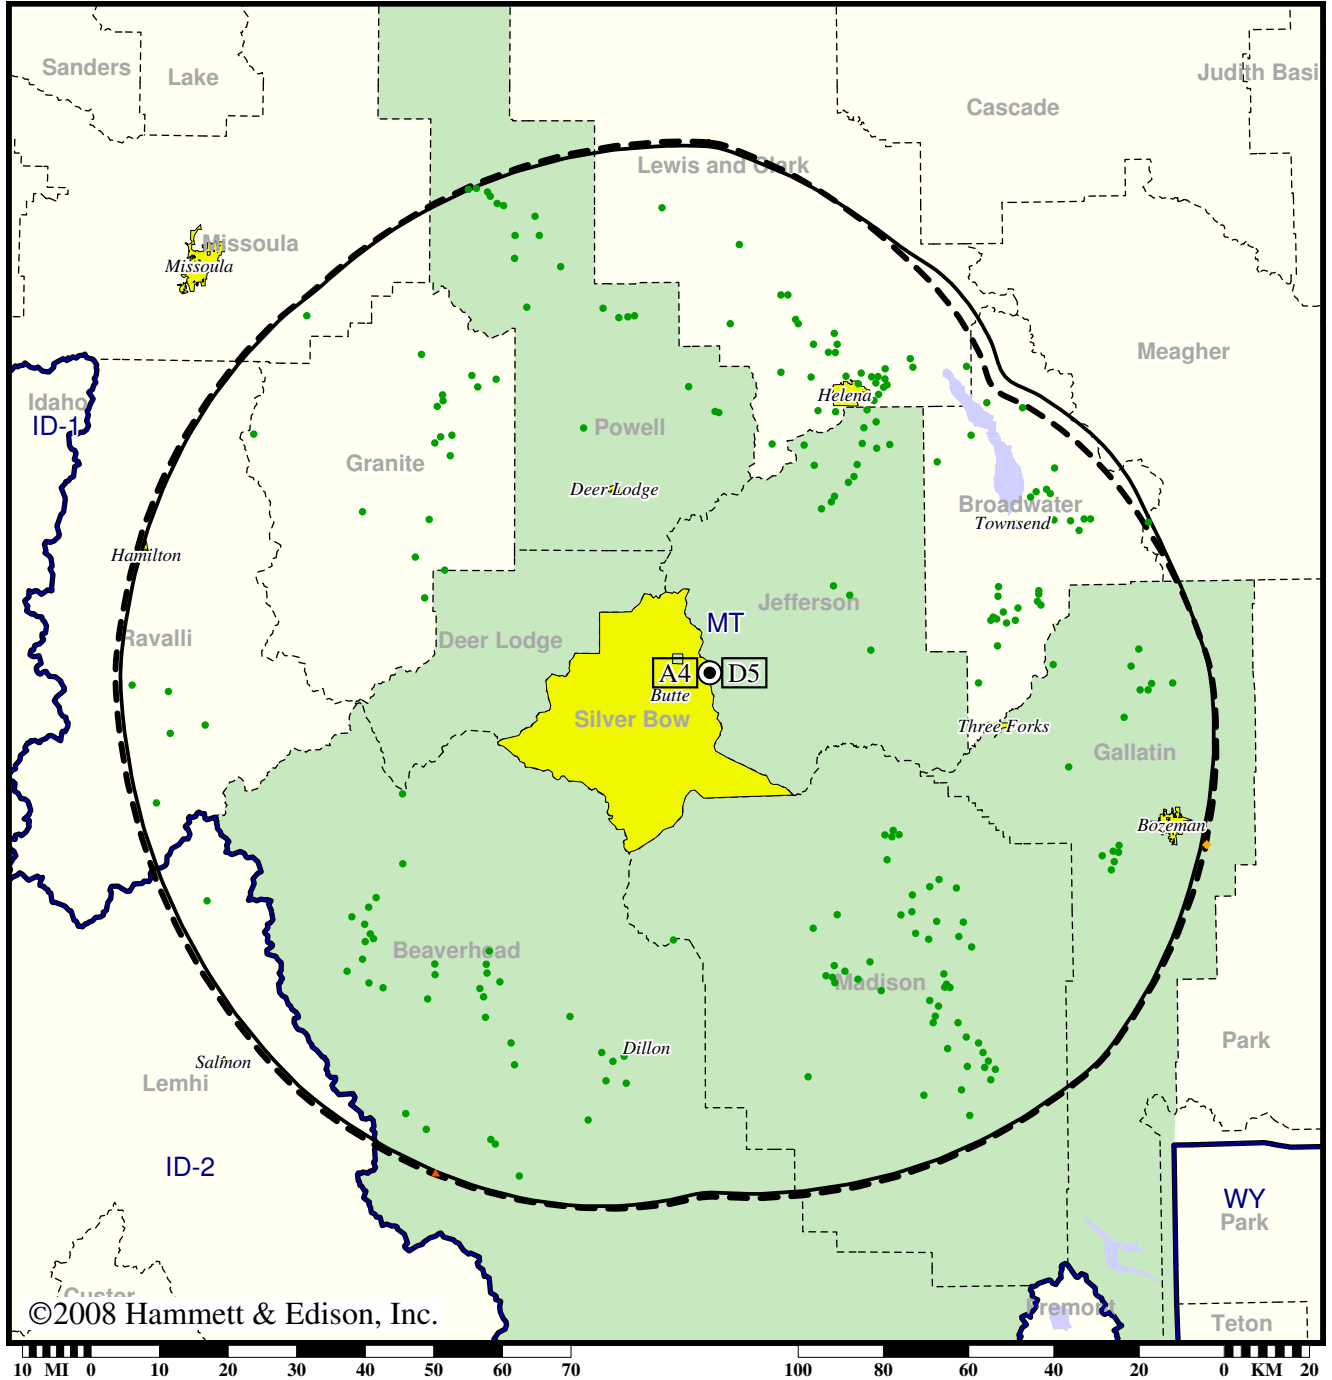 Sanders
Lake
Judith Basi
Cascade
Lewis and Clark
Missoula
Missoula
Meagher
Idaho
ID-1
Helena
Powell
Granite
Deer Lodge
Broadwater
Townsend
Hamilton
Jefferson
MT
Ravalli
Deer Lodge
A4
D5
Butte
Silver Bow
Three Forks
Gallatin
Bozeman
Beaverhead
Madison
Dillon
Park
Salmon
Lemhi
ID-2
WY
Park
Custer
Fremont
©2008 Hammett & Edison, Inc.
Teton
10 MI 0 10 20 30 40 50 60 70 100 80 60 40 20 0 KM 20